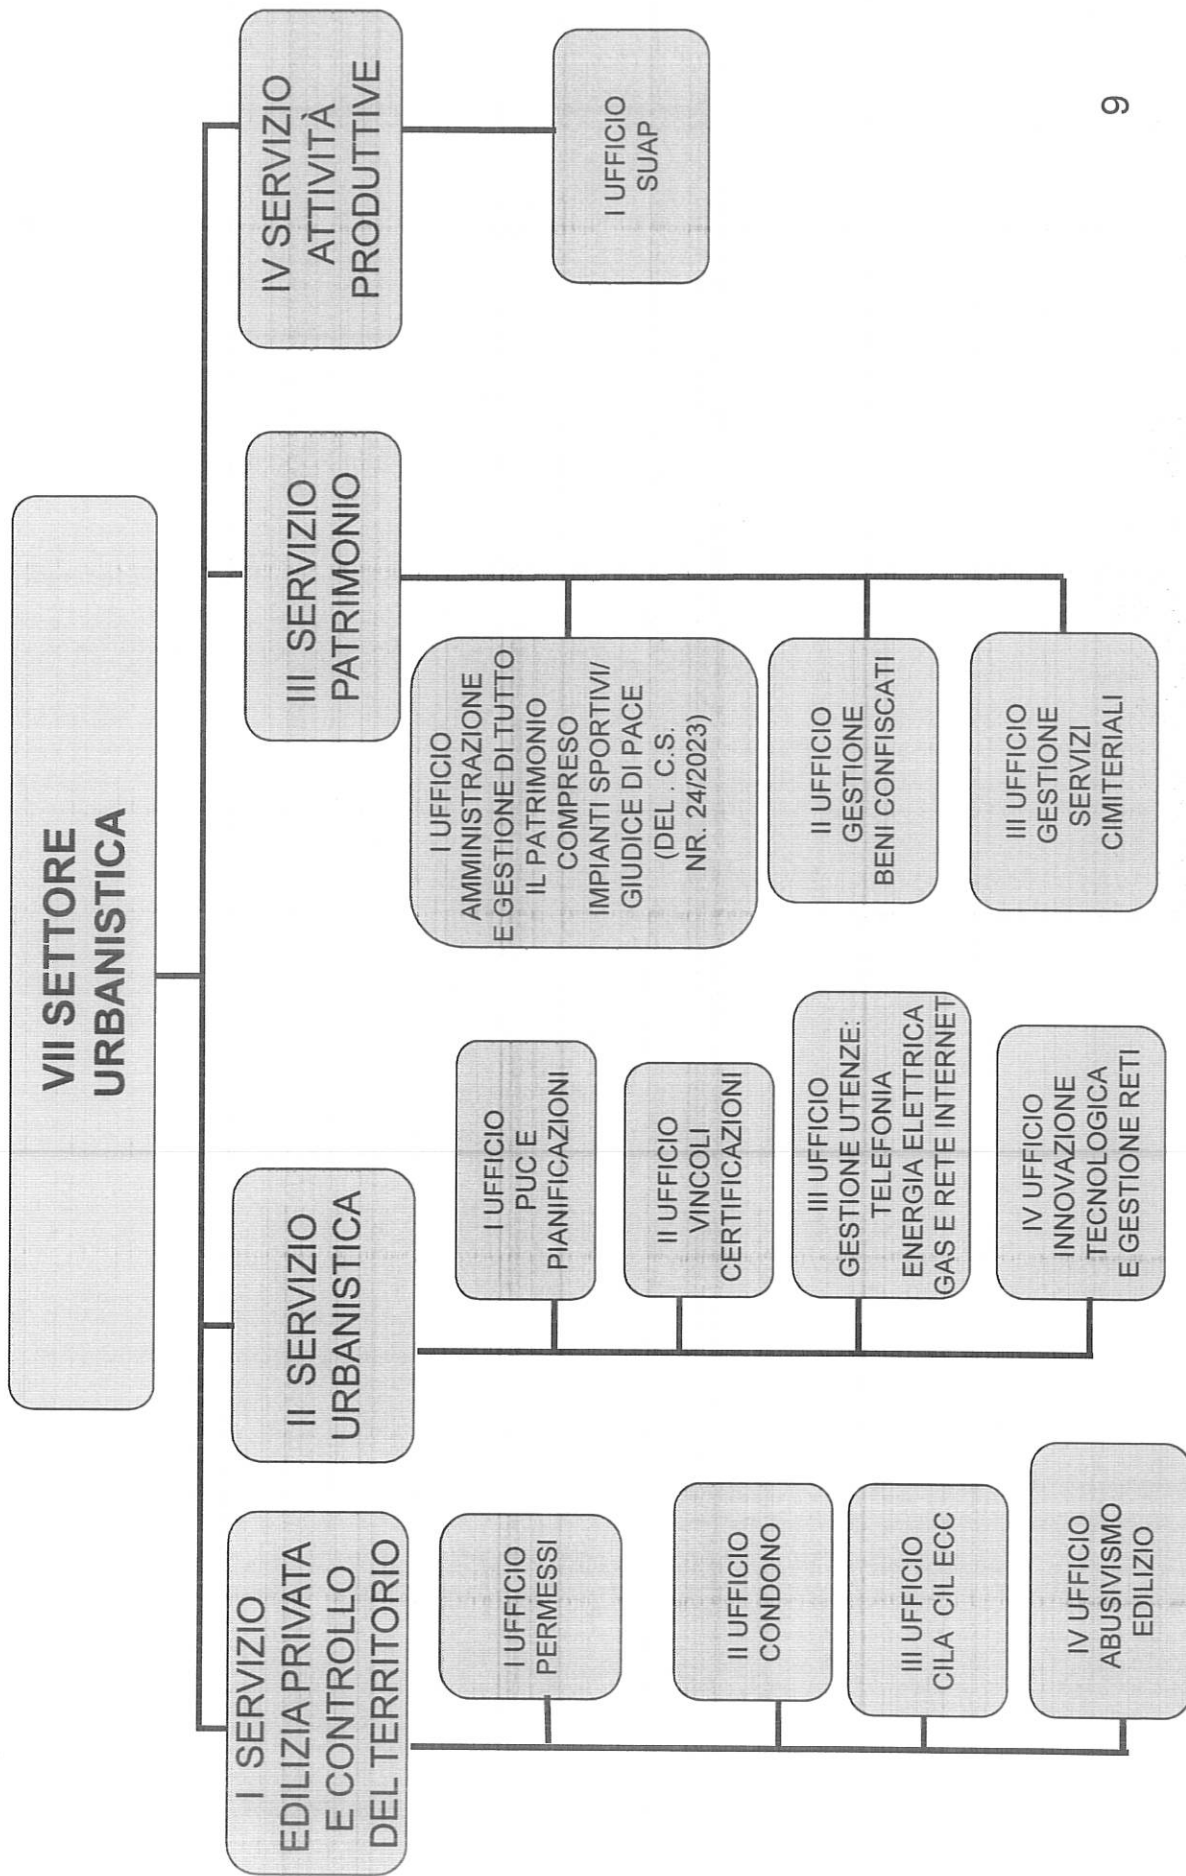 VII SETTORE
URBANISTICA
I SERVIZIO
EDILIZIA PRIVATA
E CONTROLLO
DEL TERRITORIO
I UFFICIO
PERMESSI
II UFFICIO
CONDONO
III UFFICIO
CILA CIL ECC
IV UFFICIO
ABUSIVISMO
EDILIZIO
II SERVIZIO
URBANISTICA
I UFFICIO
PUC E
PIANIFICAZIONI
II UFFICIO
VINCOLI
CERTIFICAZIONI
III UFFICIO
GESTIONE UTENZE:
TELEFONIA
ENERGIA ELETTRICA
GAS E RETE INTERNET
IV UFFICIO
INNOVAZIONE
TECNOLOGICA
E GESTIONE RETI
III SERVIZIO
PATRIMONIO
I UFFICIO
AMMINISTRAZIONE
E GESTIONE DI TUTTO
IL PATRIMONIO
COMPRESO
IMPIANTI SPORTIVI/
GIUDICE DI PACE
(DEL . C.S.
NR. 24/2023)
II UFFICIO
GESTIONE
BENI CONFISCATI
III UFFICIO
GESTIONE
SERVIZI
CIMITERIALI
IV SERVIZIO
ATTIVITÀ
PRODUTTIVE
I UFFICIO
SUAP
9